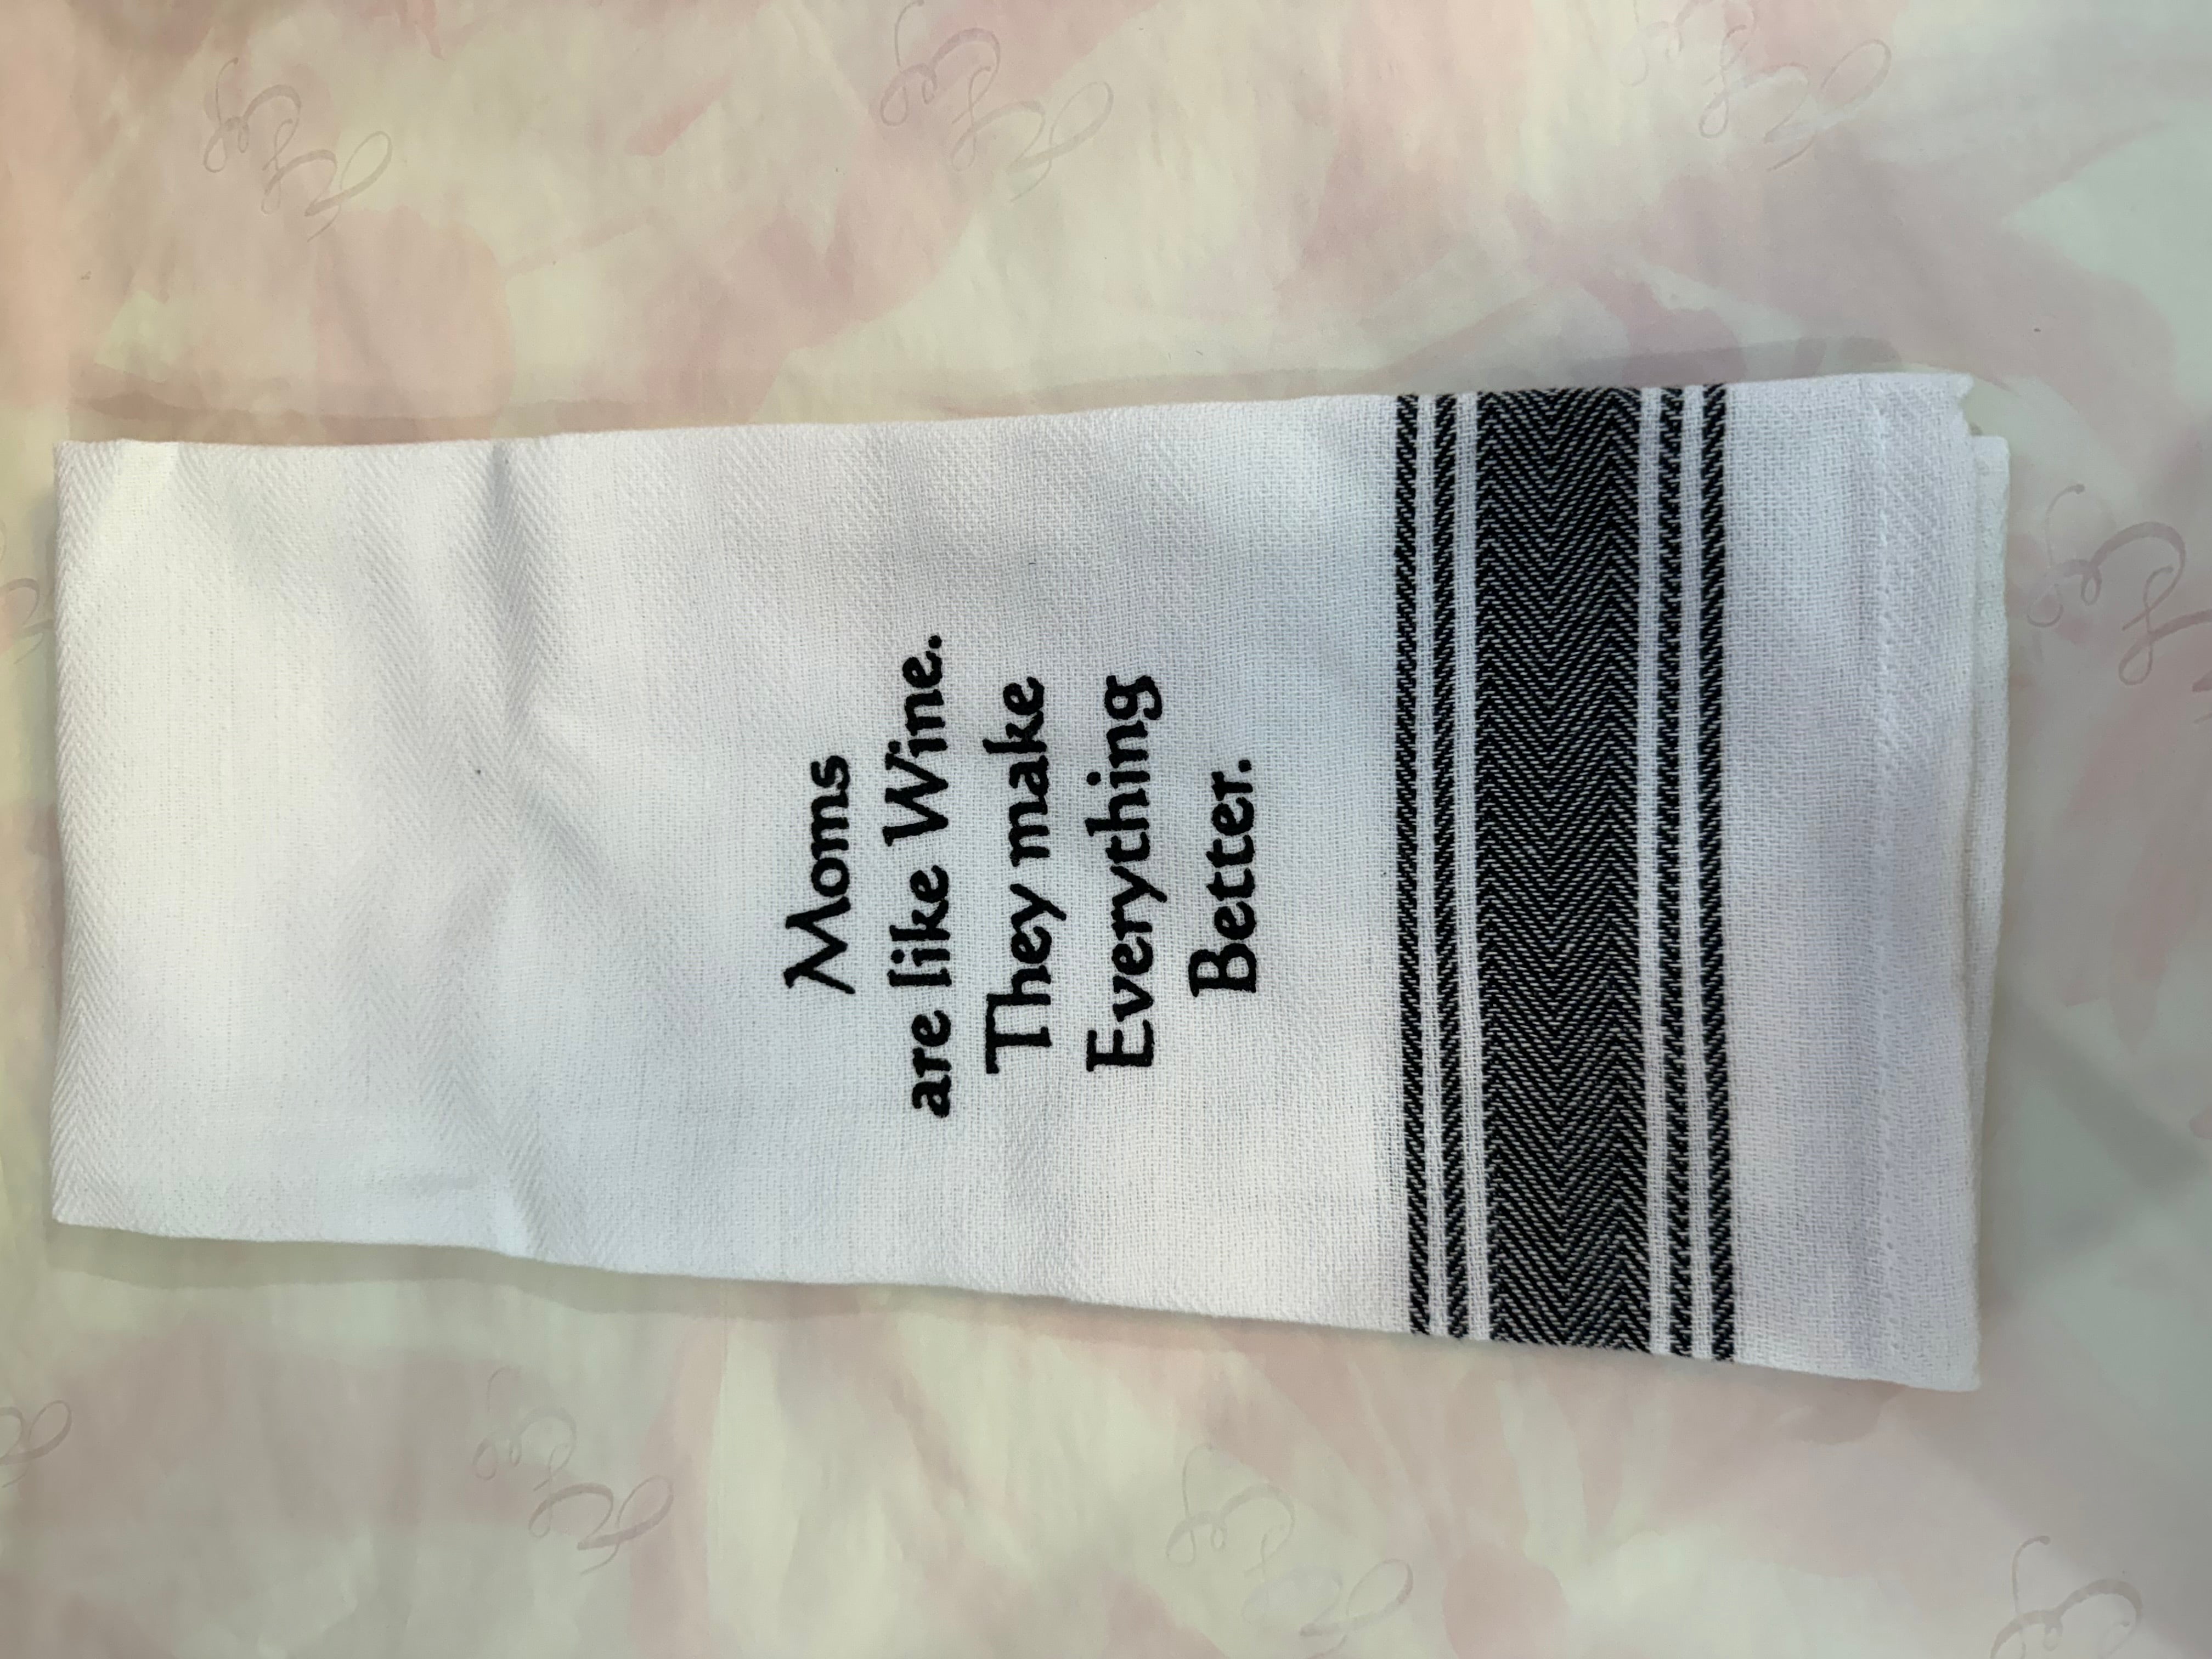 Moms
are like Wine.
They make
Everything
Better.